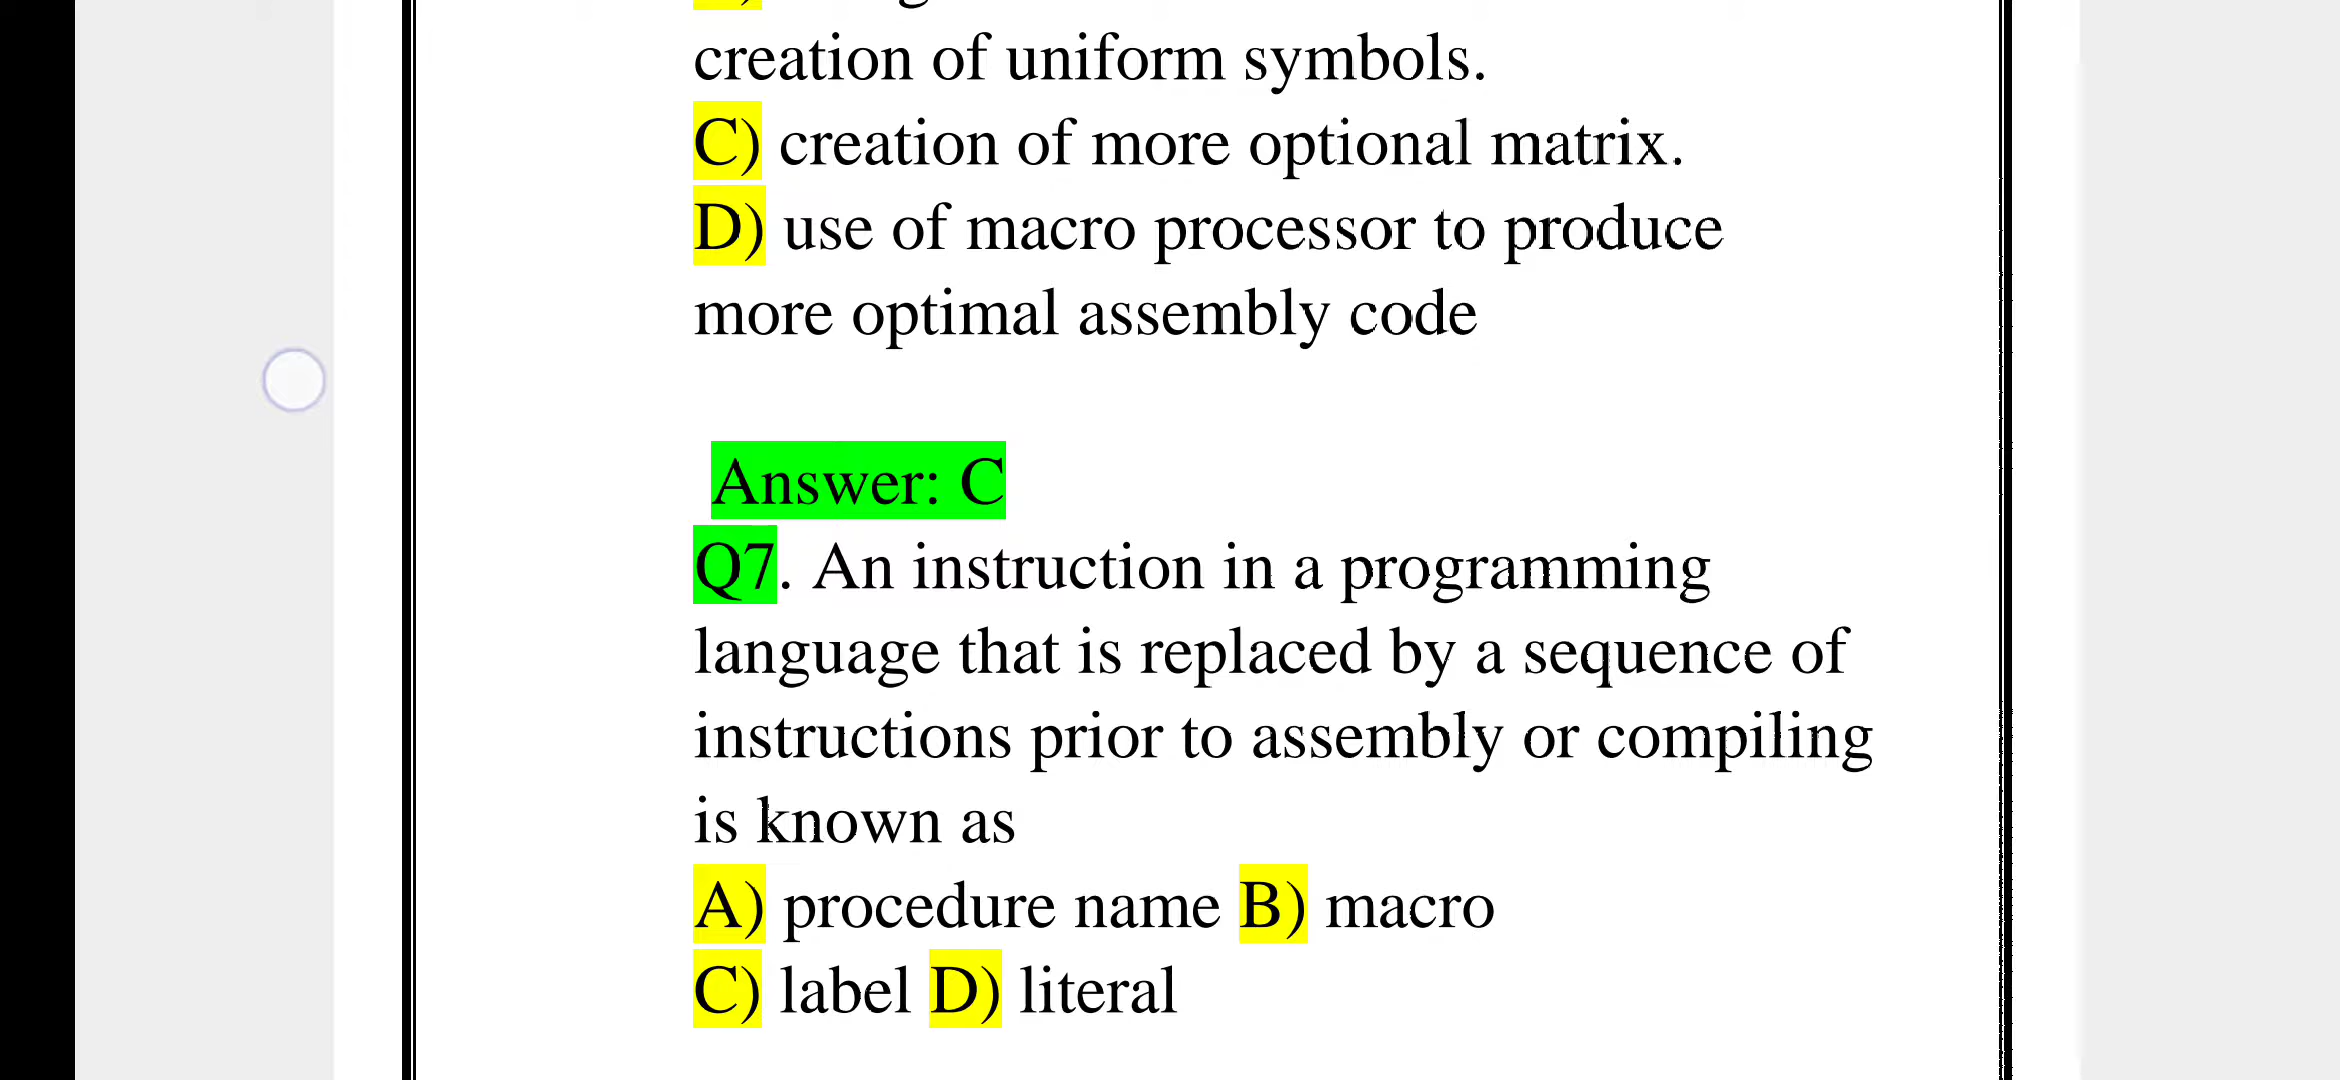 creation of uniform symbols.
C) creation of more optional matrix.
D) use of macro processor to produce
more optimal assembly code
Answer: C
Q7. An instruction in a programming
language that is replaced by a sequence of
instructions prior to assembly or compiling
is known as
A) procedure name B) macro
C) label D) literal